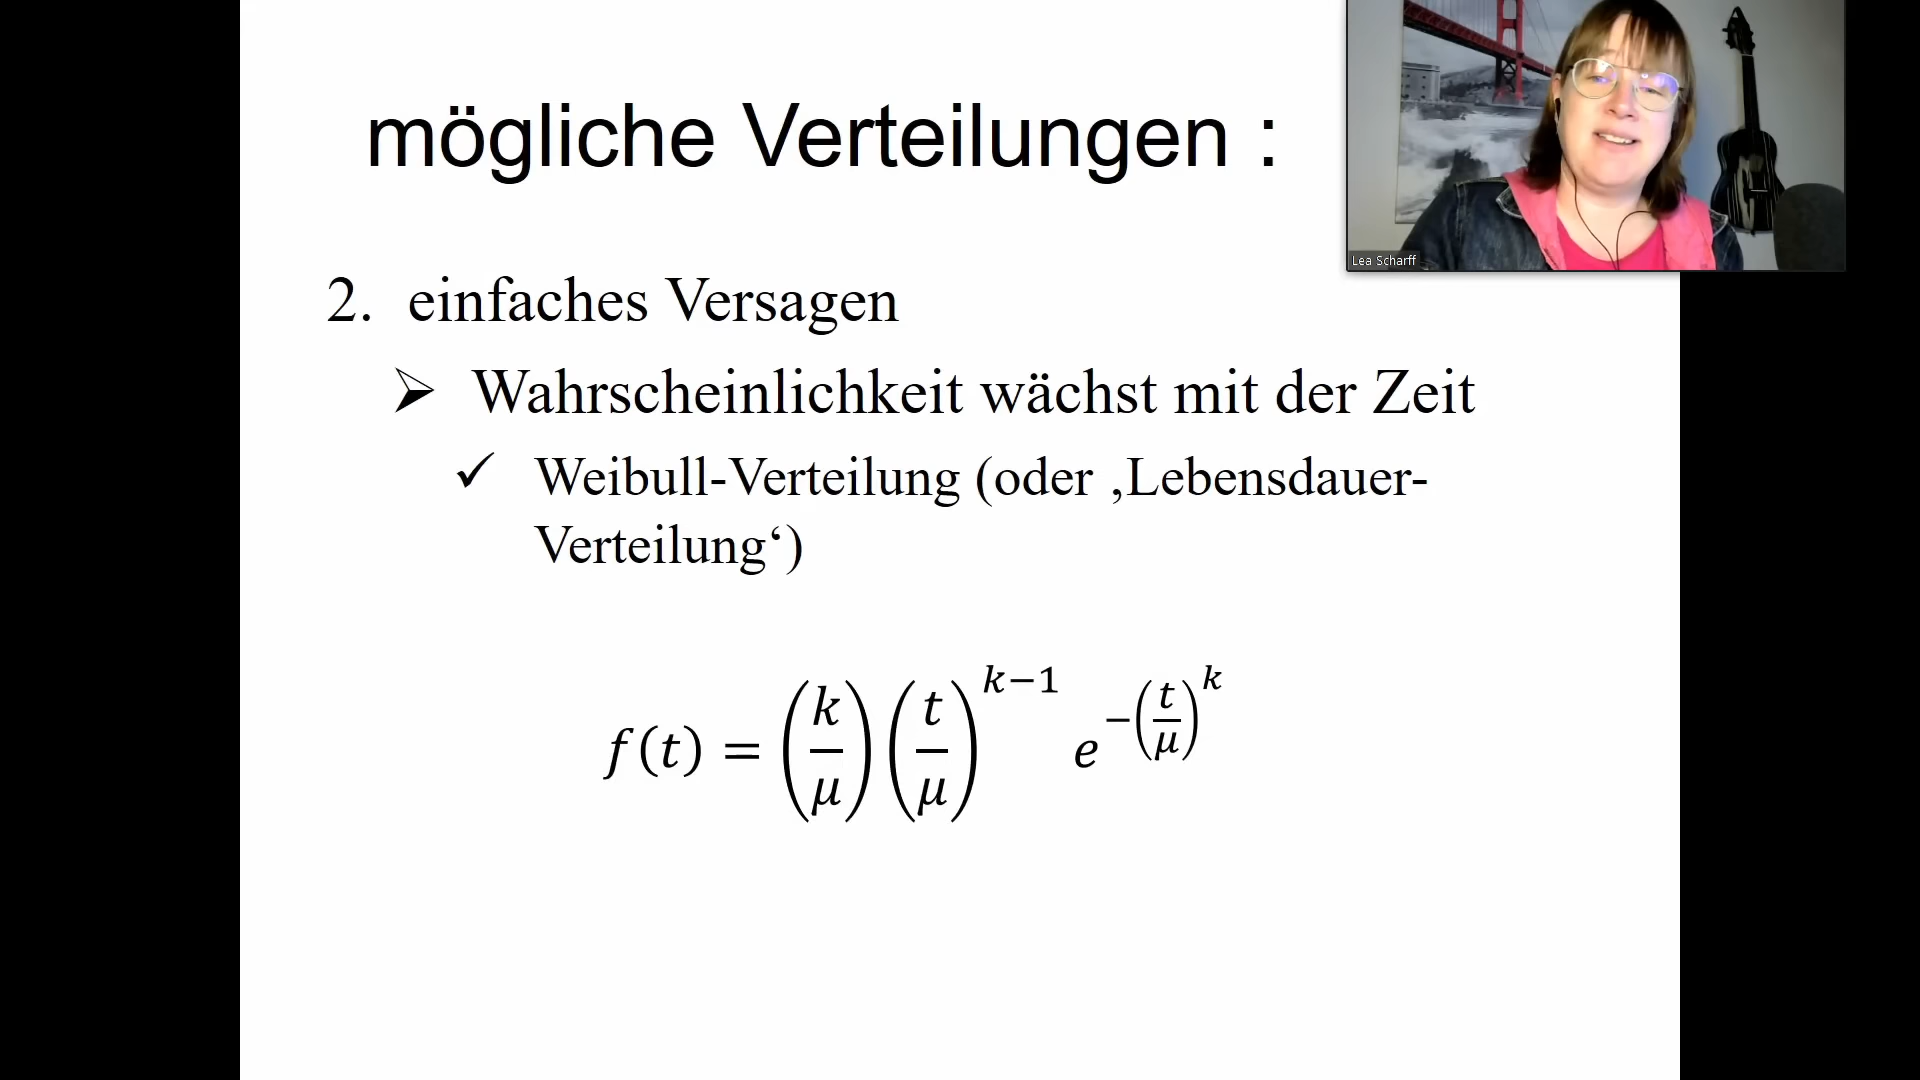 mögliche Verteilungen :
Lea Scharff
2. einfaches Versagen
➢ Wahrscheinlichkeit wächst mit der Zeit
✓ Weibull-Verteilung (oder ‚Lebensdauer-
Verteilung‘)
f(t) = (k/μ) (t/μ)^(k−1) e^(−(t/μ)^k)